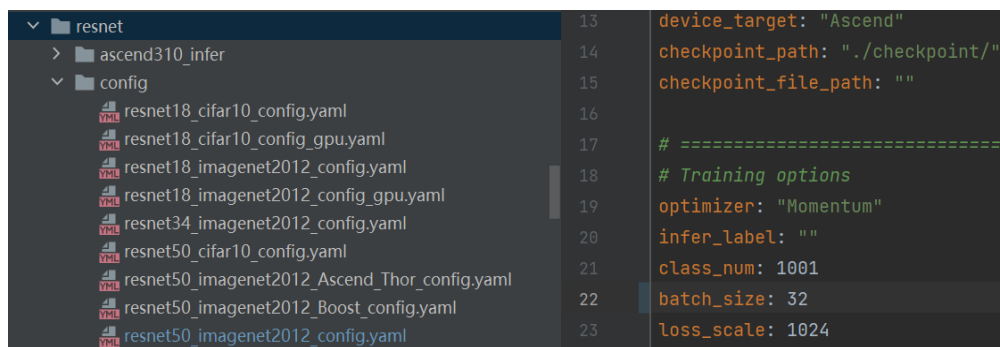 resnet
ascend310_infer
config
resnet18_cifar10_config.yaml
resnet18_cifar10_config_gpu.yaml
resnet18_imagenet2012_config.yaml
resnet18_imagenet2012_config_gpu.yaml
resnet34_imagenet2012_config.yaml
resnet50_cifar10_config.yaml
resnet50_imagenet2012_Ascend_Thor_config.yaml
resnet50_imagenet2012_Boost_config.yaml
resnet50_imagenet2012_config.yaml
13 device_target: "Ascend"
14 checkpoint_path: "./checkpoint/"
15 checkpoint_file_path: ""
16
17 # ==============================
18 # Training options
19 optimizer: "Momentum"
20 infer_label: ""
21 class_num: 1001
22 batch_size: 32
23 loss_scale: 1024